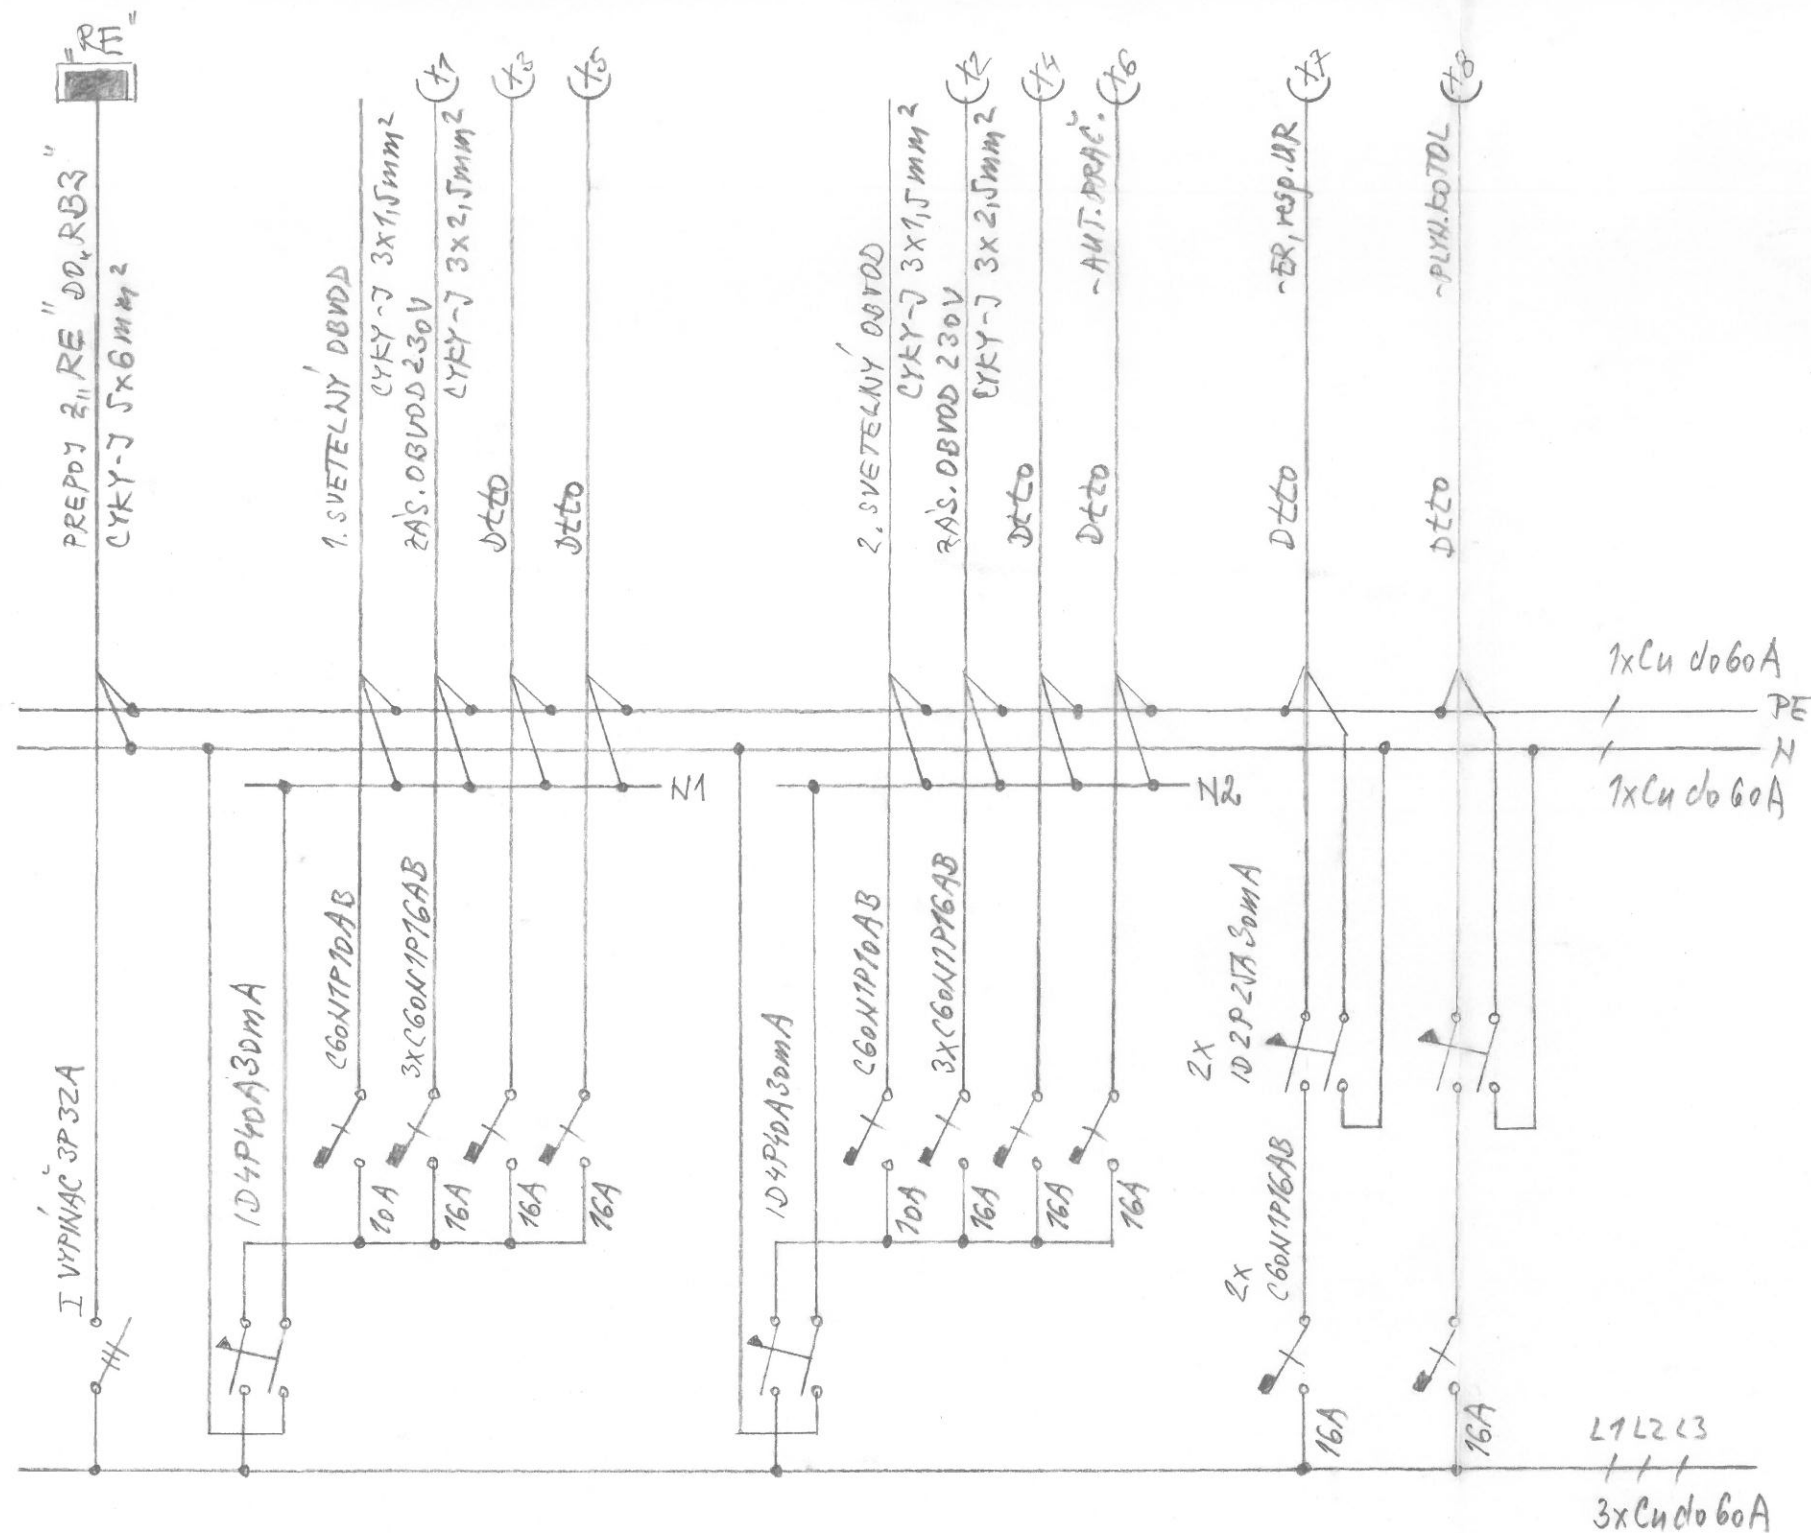 "RE"
PREPOJ Z „RE" DO „RB3"
CYKY-J 5x6mm²
1. SVETELNÝ OBVOD
CYKY-J 3x1,5mm²
ZÁS. OBVOD 230V
CYKY-J 3x2,5mm²
X1
Dtto
X3
Dtto
X5
2. SVETELNÝ OBVOD
CYKY-J 3x1,5mm²
ZÁS. OBVOD 230V
CYKY-J 3x2,5mm²
X2
Dtto
X4
Dtto
-AUT. PRAČ.
X6
Dtto
-ER, resp. UR
X7
Dtto
-PLYN. KOTOL
X8
1xCu do 60A
PE
N
1xCu do 60A
N1
N2
I VYPÍNAČ 3P 32A
ID4P40A30mA
C60N1P10AB
3xC60N1P16AB
10A
16A
16A
16A
ID4P40A30mA
C60N1P10AB
3xC60N1P16AB
10A
16A
16A
16A
2x
ID2P25A30mA
2x
C60N1P16AB
16A
16A
L1 L2 L3
3xCu do 60A